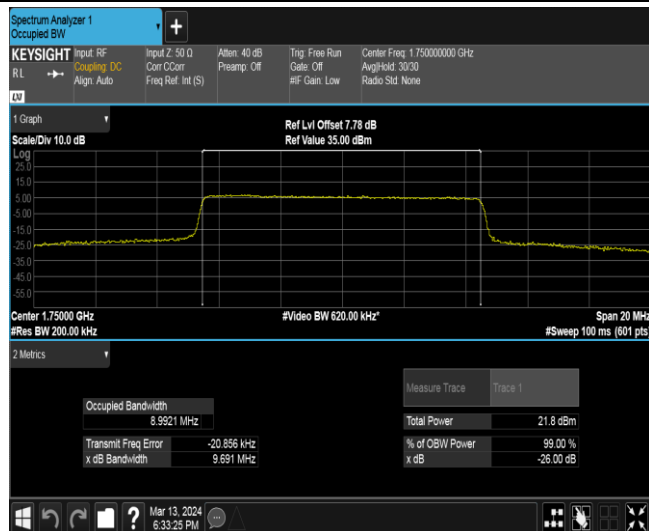 Spectrum Analyzer 1
Occupied BW
KEYSIGHT
RL
Input: RF
Coupling: DC
Align: Auto
Input Z: 50 Ω
Corr CCorr
Freq Ref: Int (S)
Atten: 40 dB
Preamp: Off
Trig: Free Run
Gate: Off
#IF Gain: Low
Center Freq: 1.750000000 GHz
Avg|Hold: 30/30
Radio Std: None
1 Graph
Scale/Div 10.0 dB
Ref Lvl Offset 7.78 dB
Ref Value 35.00 dBm
Log
25.0
15.0
5.00
-5.00
-15.0
-25.0
-35.0
-45.0
-55.0
Center 1.75000 GHz
#Res BW 200.00 kHz
#Video BW 620.00 kHz*
Span 20 MHz
#Sweep 100 ms (601 pts)
2 Metrics
Measure Trace Trace 1
Occupied Bandwidth
8.9921 MHz
Total Power 21.8 dBm
Transmit Freq Error -20.856 kHz
% of OBW Power 99.00 %
x dB Bandwidth 9.691 MHz
x dB -26.00 dB
?
Mar 13, 2024
6:33:25 PM